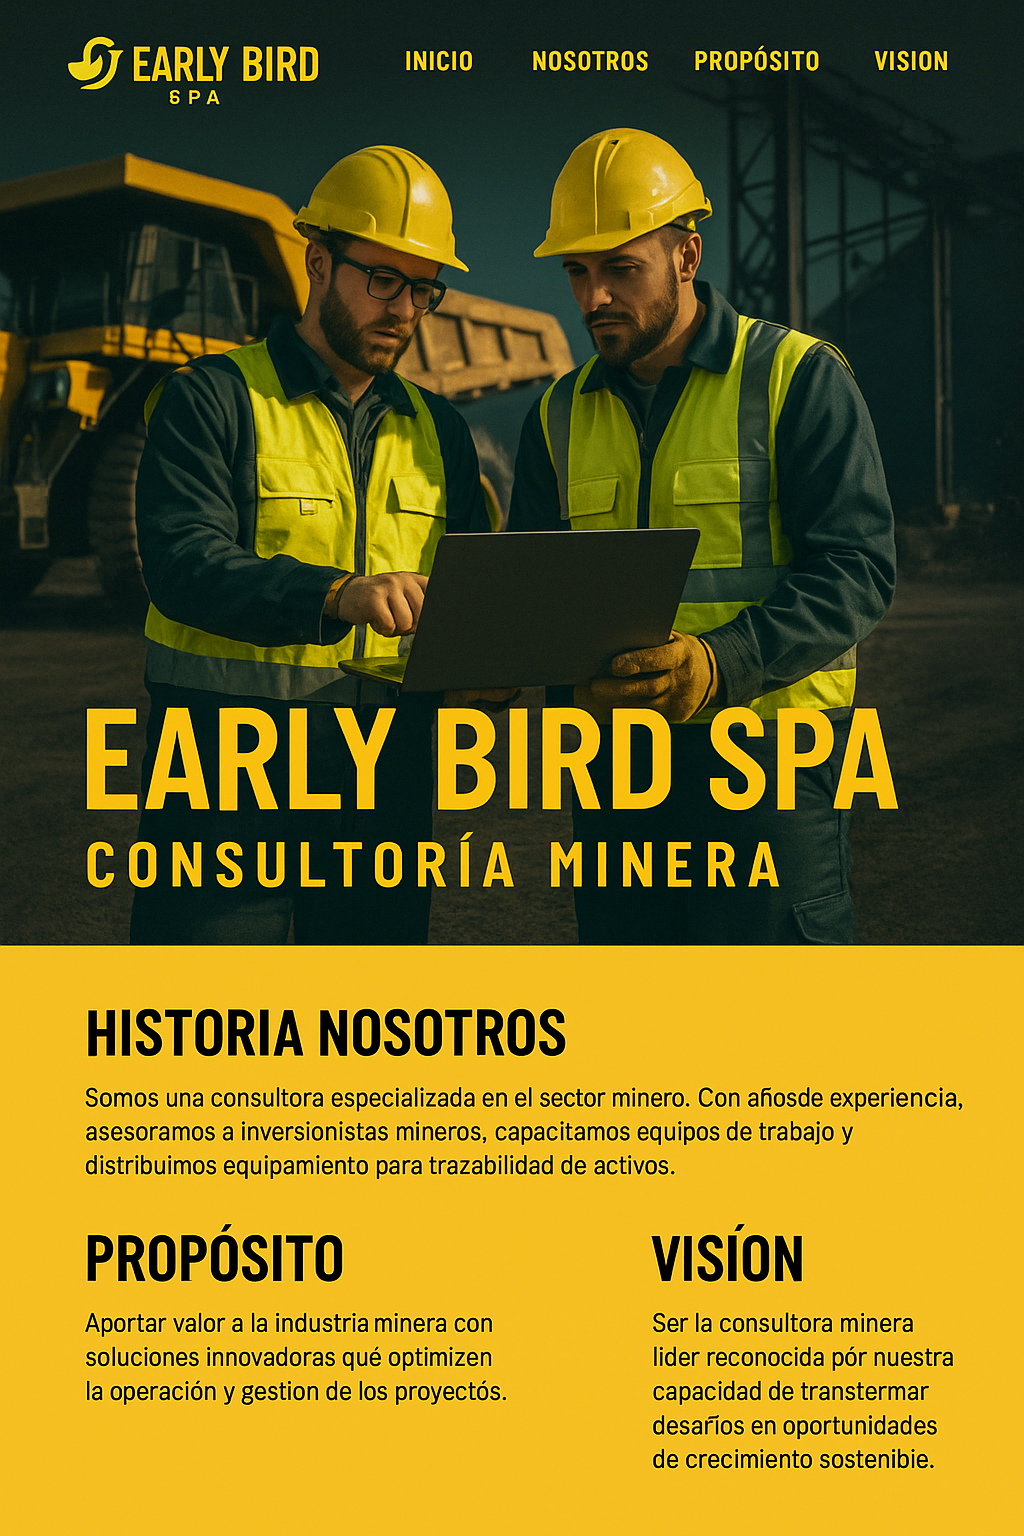 EARLY BIRD
SPA
INICIO NOSOTROS PROPÓSITO VISION
EARLY BIRD SPA
CONSULTORÍA MINERA
HISTORIA NOSOTROS
Somos una consultora especializada en el sector minero. Con añosde experiencia,
asesoramos a inversionistas mineros, capacitamos equipos de trabajo y
distribuimos equipamiento para trazabilidad de activos.
PROPÓSITO
Aportar valor a la industria minera con
soluciones innovadoras qué optimizen
la operación y gestion de los proyectós.
VISÍON
Ser la consultora minera
lider reconocida pór nuestra
capacidad de transtermar
desaríos en oportunidades
de crecimiento sostenibie.